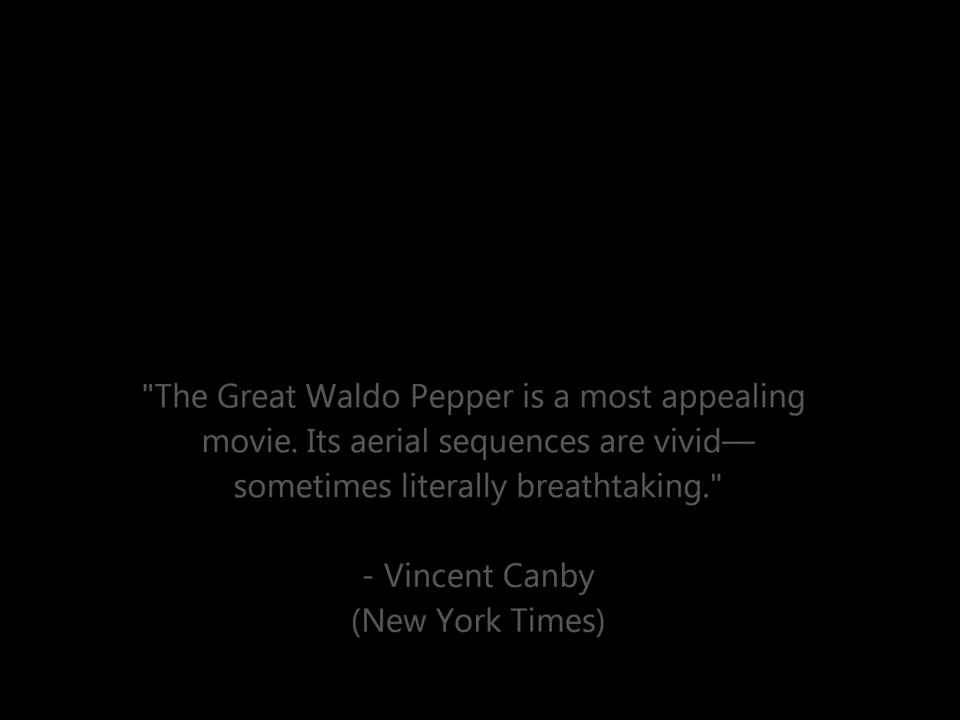 "The Great Waldo Pepper is a most appealing
movie. Its aerial sequences are vivid—
sometimes literally breathtaking."
- Vincent Canby
(New York Times)